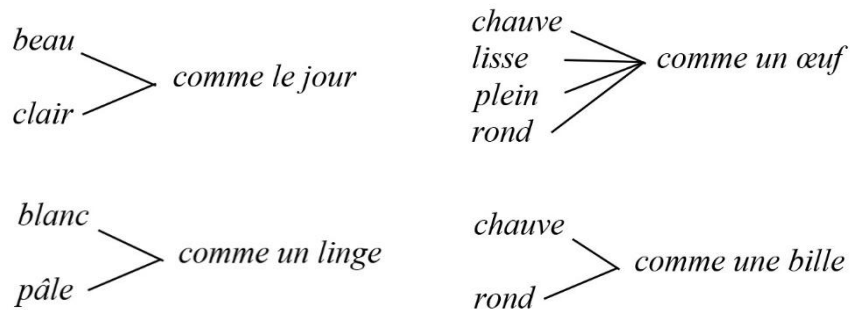 beau
clair
comme le jour
chauve
lisse
plein
rond
comme un œuf
blanc
pâle
comme un linge
chauve
rond
comme une bille